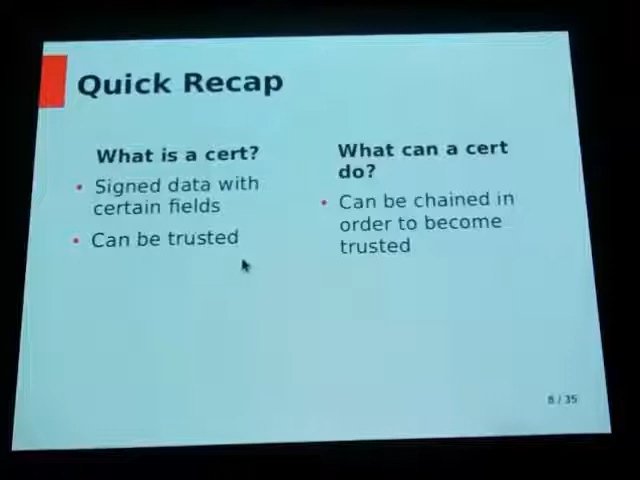 Quick Recap
What is a cert?
• Signed data with
certain fields
• Can be trusted
What can a cert
do?
• Can be chained in
order to become
trusted
8 / 35